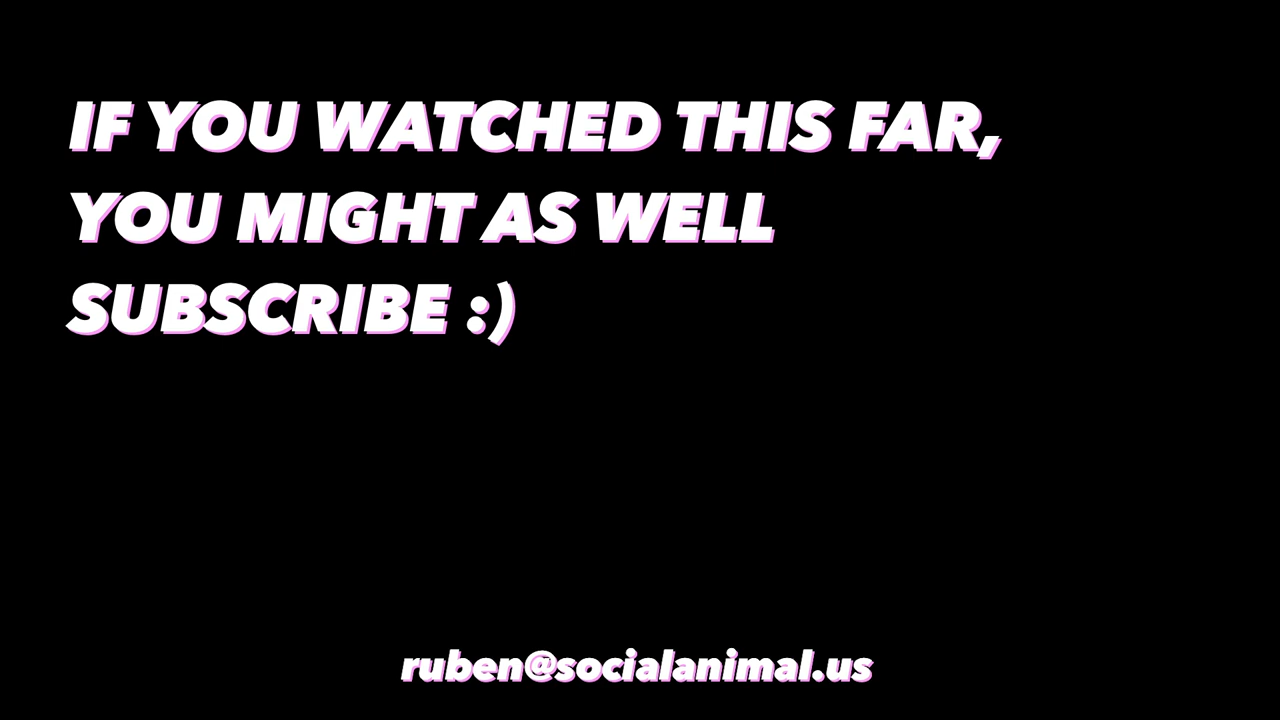 IF YOU WATCHED THIS FAR,
YOU MIGHT AS WELL
SUBSCRIBE :)
ruben@socialanimal.us